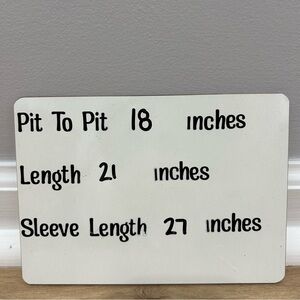 Pit To Pit 18 inches
Length 21 inches
Sleeve Length 27 inches